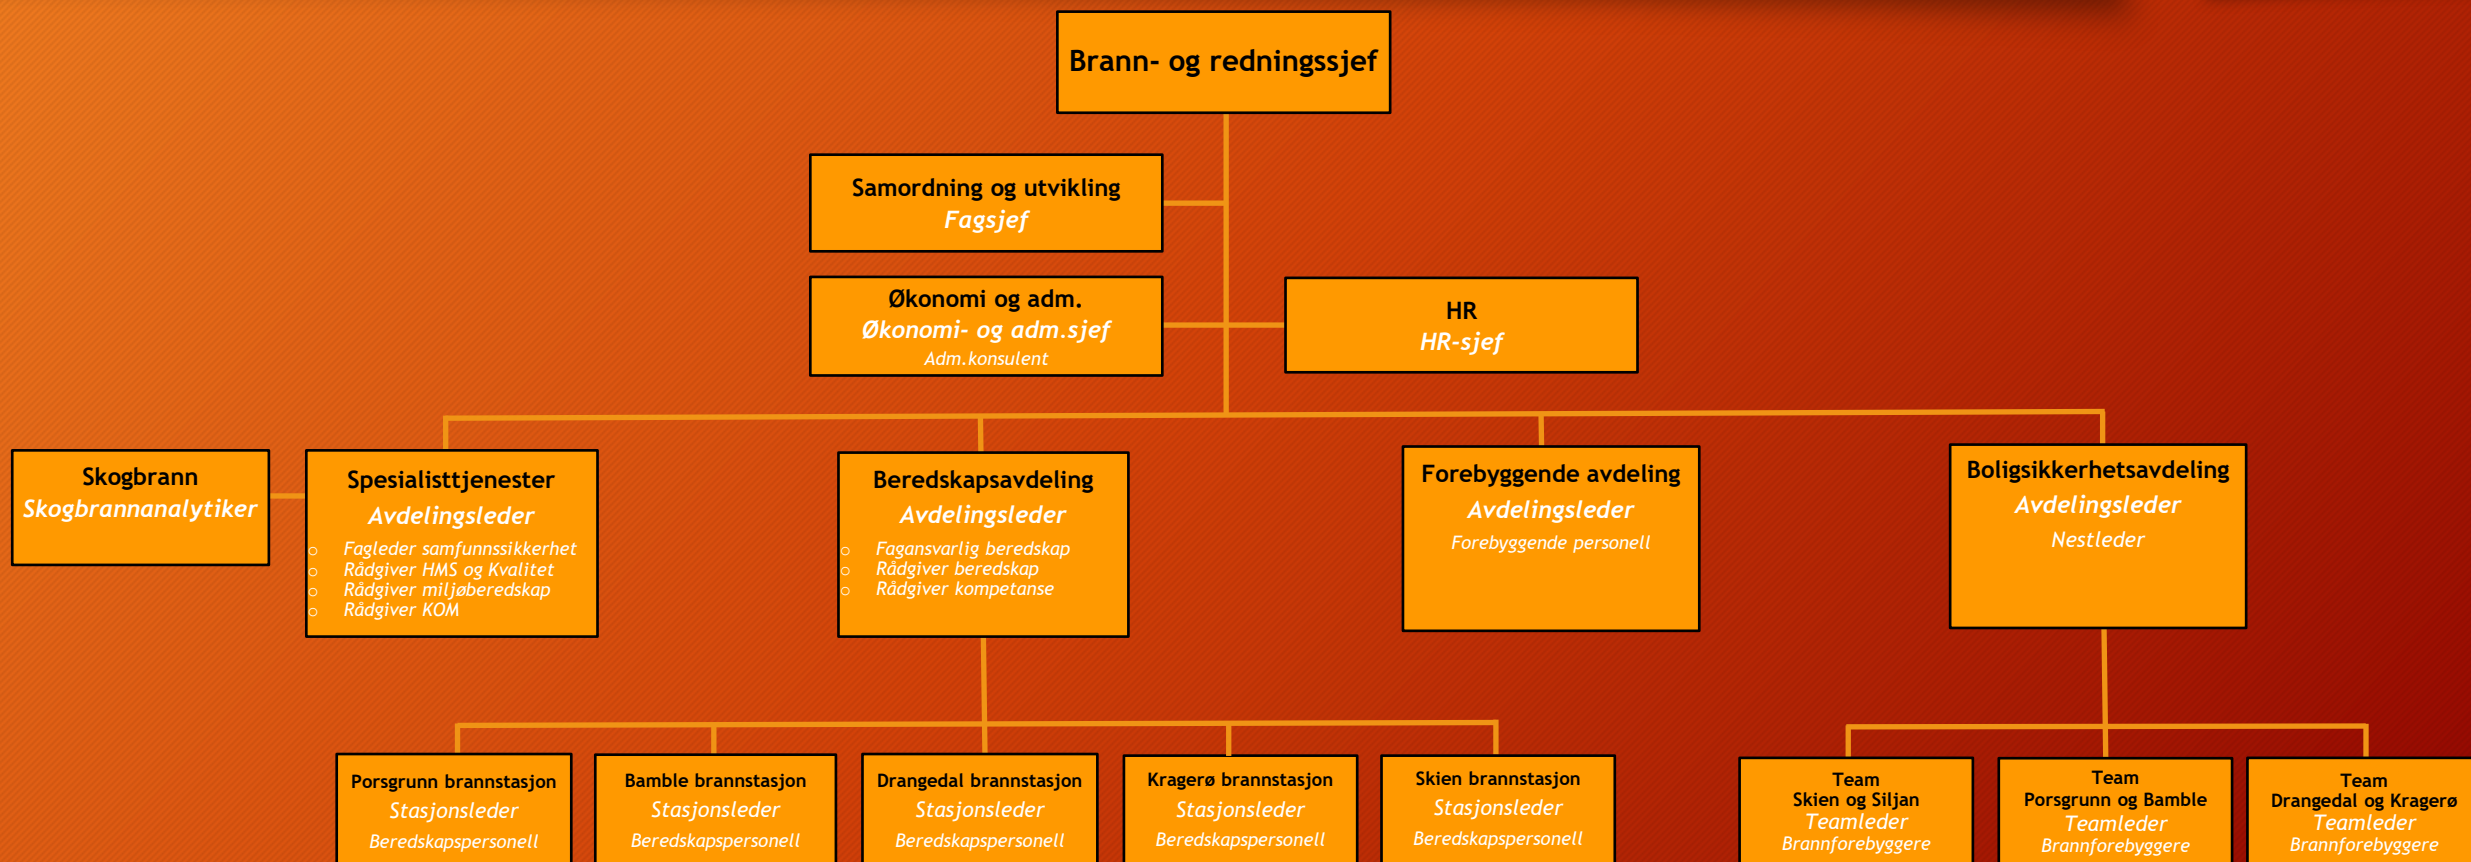 Brann- og redningssjef
Samordning og utvikling
Fagsjef
Økonomi og adm.
Økonomi- og adm.sjef
Adm.konsulent
HR
HR-sjef
Skogbrann
Skogbrannanalytiker
Spesialisttjenester
Avdelingsleder
o Fagleder samfunnssikkerhet
o Rådgiver HMS og Kvalitet
o Rådgiver miljøberedskap
o Rådgiver KOM
Beredskapsavdeling
Avdelingsleder
o Fagansvarlig beredskap
o Rådgiver beredskap
o Rådgiver kompetanse
Forebyggende avdeling
Avdelingsleder
Forebyggende personell
Boligsikkerhetsavdeling
Avdelingsleder
Nestleder
Porsgrunn brannstasjon
Stasjonsleder
Beredskapspersonell
Bamble brannstasjon
Stasjonsleder
Beredskapspersonell
Drangedal brannstasjon
Stasjonsleder
Beredskapspersonell
Kragerø brannstasjon
Stasjonsleder
Beredskapspersonell
Skien brannstasjon
Stasjonsleder
Beredskapspersonell
Team
Skien og Siljan
Teamleder
Brannforebyggere
Team
Porsgrunn og Bamble
Teamleder
Brannforebyggere
Team
Drangedal og Kragerø
Teamleder
Brannforebyggere